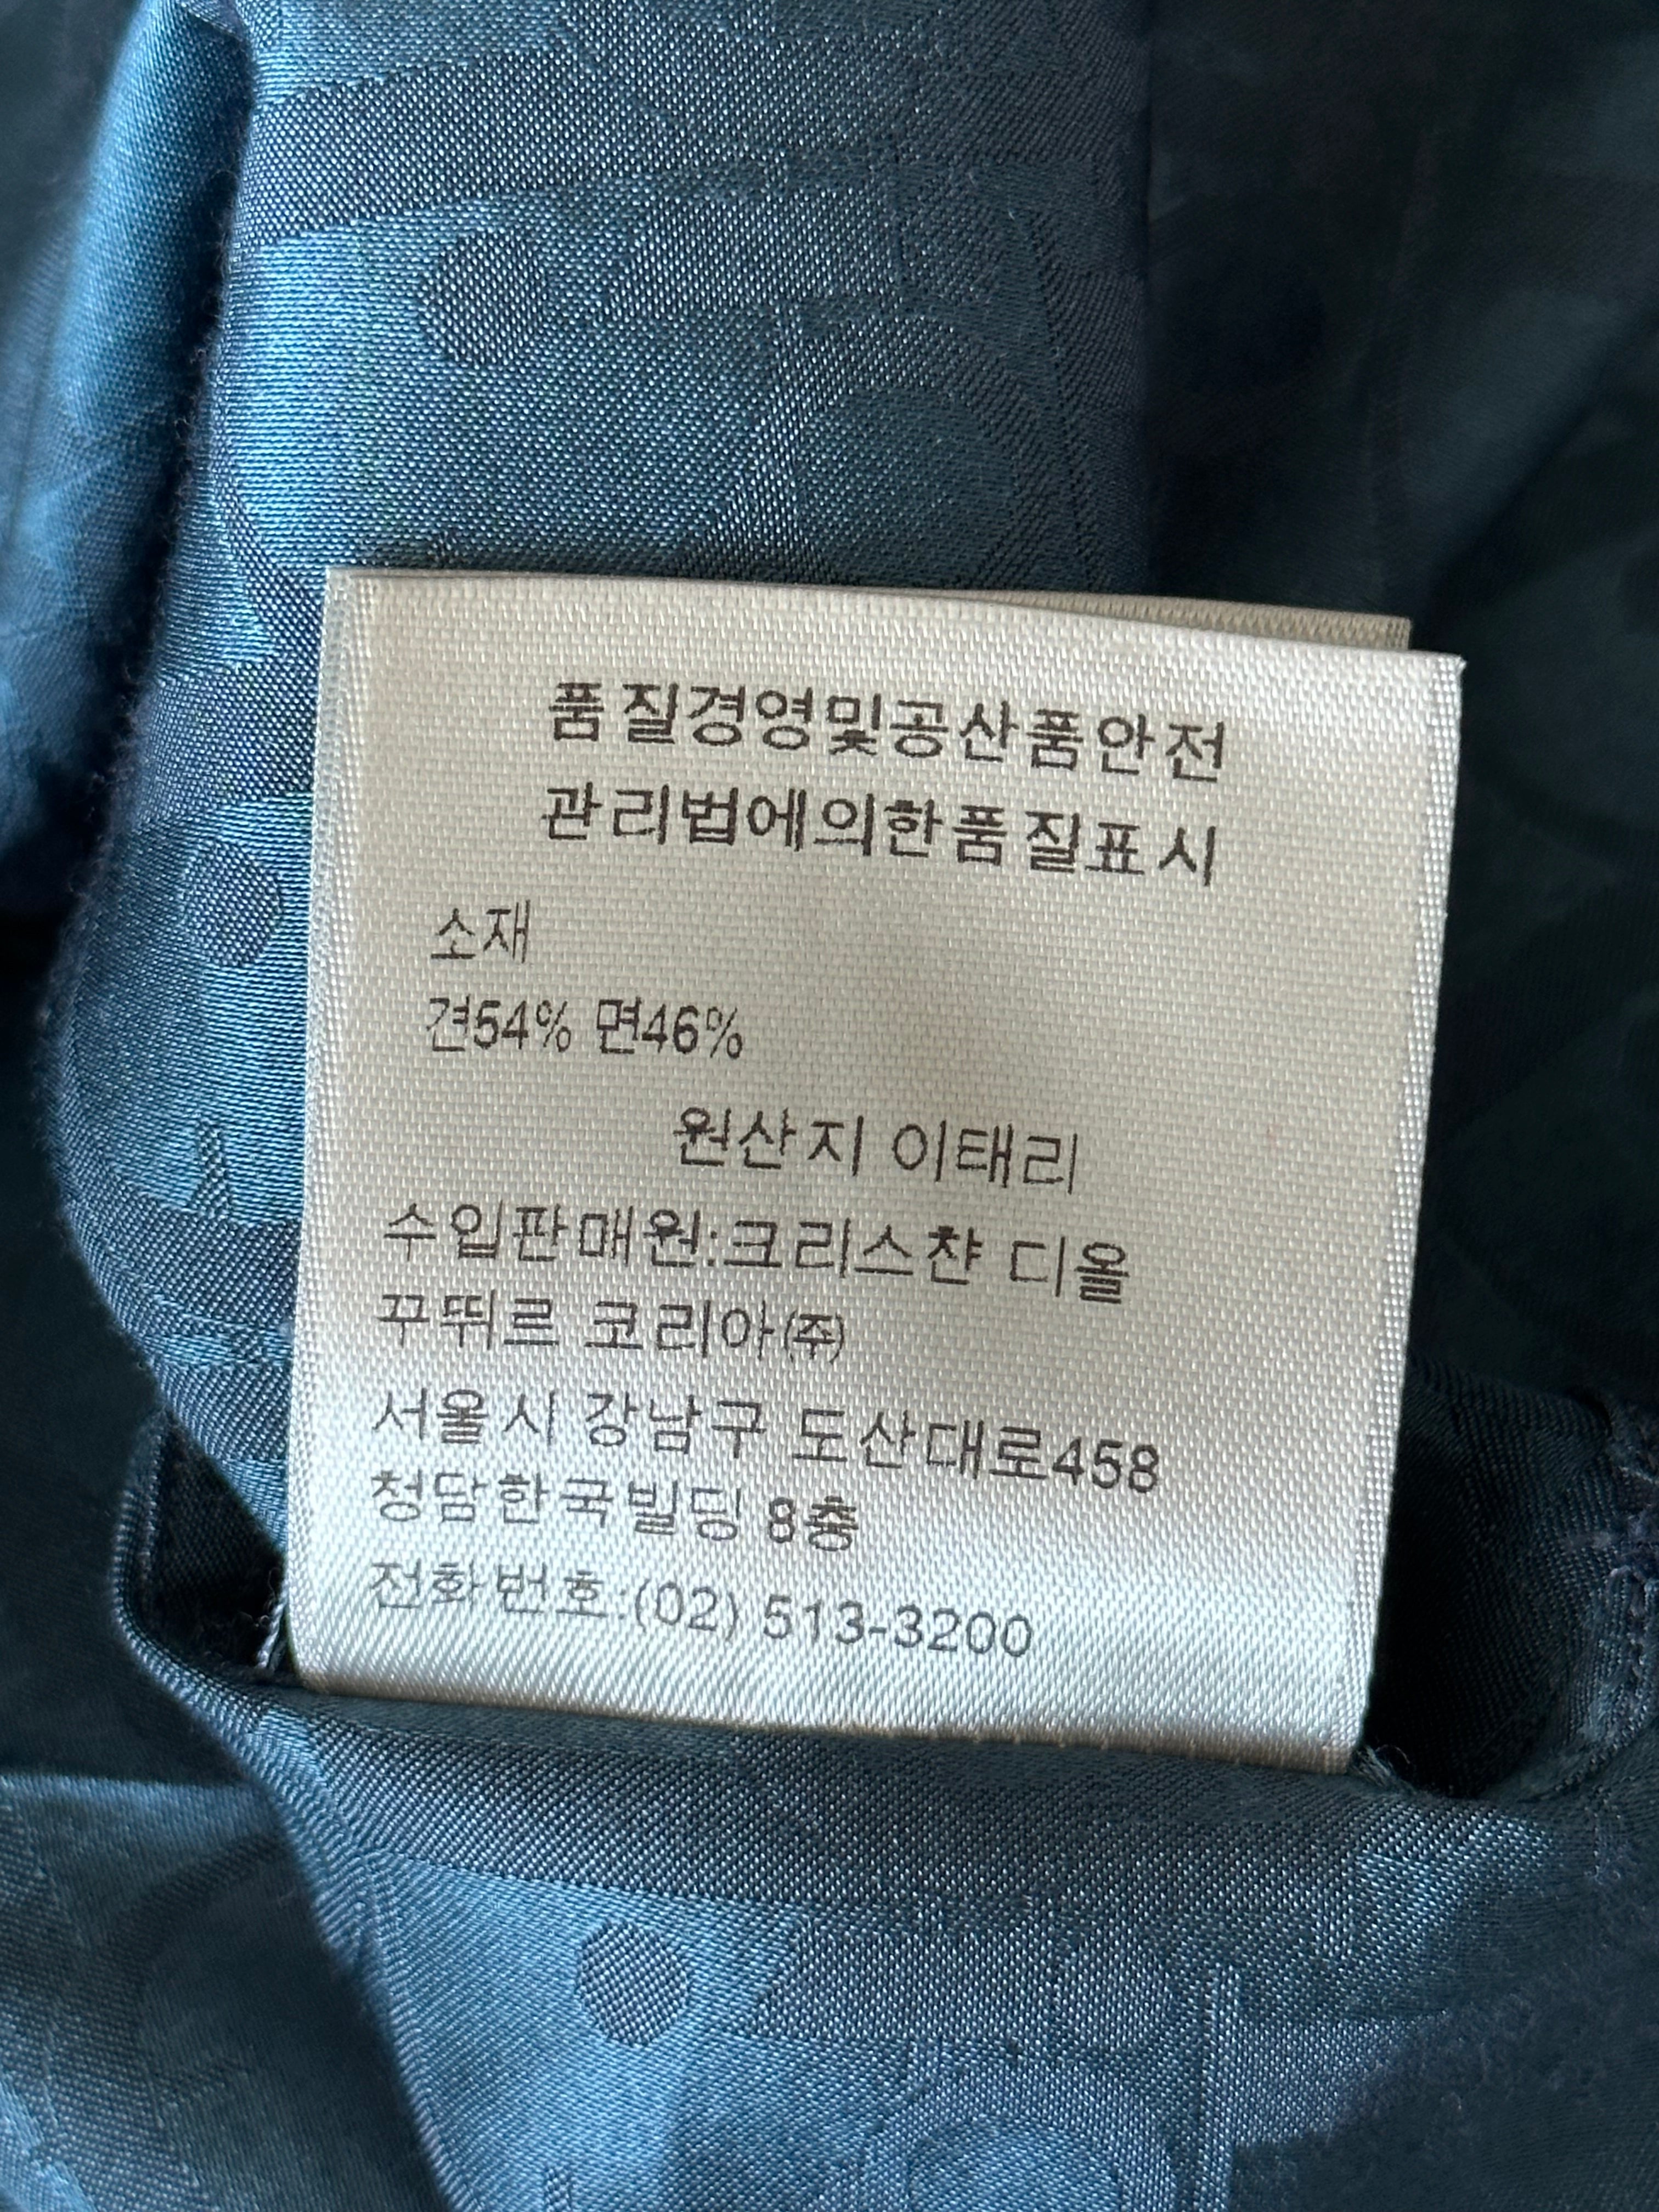 품질경영및공산품안전
관리법에의한품질표시
소재
견54% 면46%
원산지 이태리
수입판매원:크리스챤 디올
꾸뛰르 코리아㈜
서울시 강남구 도산대로458
청담한국빌딩 8층
전화번호:(02) 513-3200